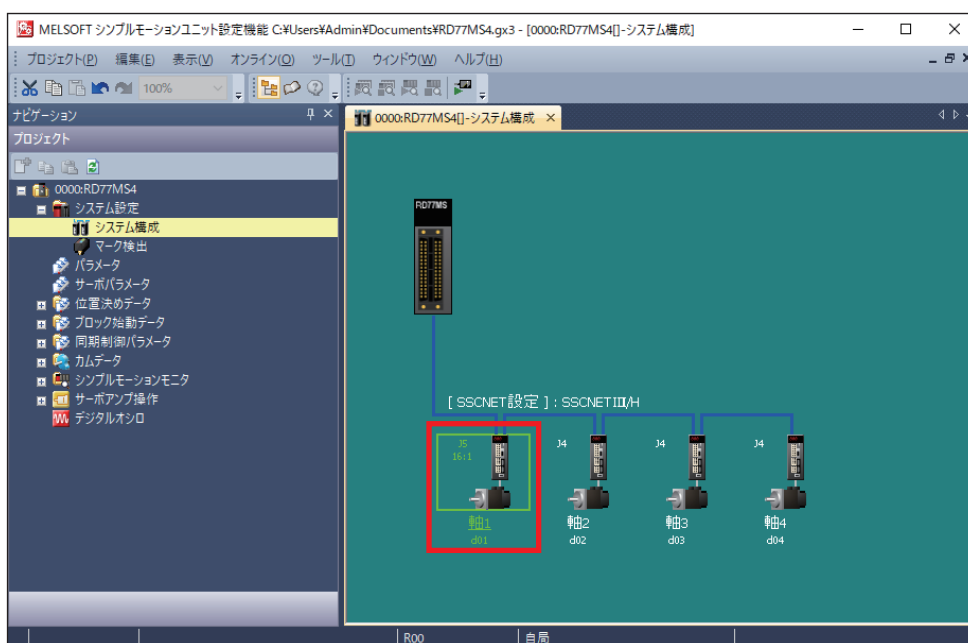 MELSOFT シンプルモーションユニット設定機能 C:¥Users¥Admin¥Documents¥RD77MS4.gx3 - [0000:RD77MS4[]-システム構成]
プロジェクト(P) 編集(E) 表示(V) オンライン(O) ツール(T) ウィンドウ(W) ヘルプ(H)
100%
ナビゲーション
0000:RD77MS4[]-システム構成
プロジェクト
0000:RD77MS4
システム設定
システム構成
マーク検出
パラメータ
サーボパラメータ
位置決めデータ
ブロック始動データ
同期制御パラメータ
カムデータ
シンプルモーションモニタ
サーボアンプ操作
デジタルオシロ
RD77MS
[ SSCNET設定 ] : SSCNETIII/H
J5 J4 J4 J4
16:1
軸1 軸2 軸3 軸4
d01 d02 d03 d04
R00 自局